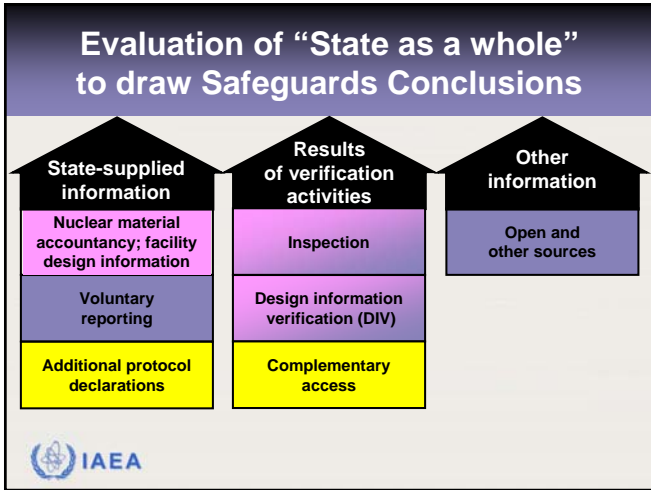 Evaluation of “State as a whole”
to draw Safeguards Conclusions
State-supplied
information
Nuclear material
accountancy; facility
design information
Voluntary
reporting
Additional protocol
declarations
Results
of verification
activities
Inspection
Design information
verification (DIV)
Complementary
access
Other
information
Open and
other sources
IAEA